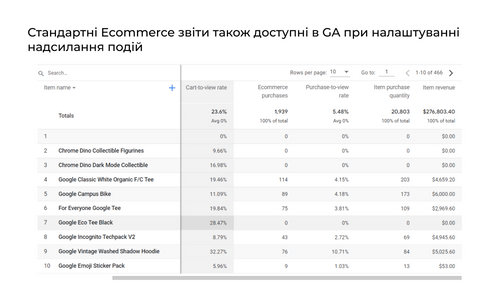 Стандартні Ecommerce звіти також доступні в GA при налаштуванні
надсилання подій
Search... Rows per page: 10 Go to: 1 1-10 of 466
Item name + Cart-to-view rate Ecommerce purchases Purchase-to-view rate Item purchase quantity Item revenue
Totals 23.6% 1,939 5.48% 20,803 $276,803.40
Avg 0% 100% of total Avg 0% 100% of total 100% of total
1 0% 0 0% 0 $0.00
2 Chrome Dino Collectible Figurines 9.66% 0 0% 0 $0.00
3 Chrome Dino Dark Mode Collectible 16.98% 0 0% 0 $0.00
4 Google Classic White Organic F/C Tee 19.46% 114 4.15% 203 $4,659.20
5 Google Campus Bike 11.09% 89 4.18% 173 $6,000.00
6 For Everyone Google Tee 19.84% 75 3.81% 109 $2,969.60
7 Google Eco Tee Black 28.47% 0 0% 0 $0.00
8 Google Incognito Techpack V2 8.79% 43 2.72% 69 $4,945.60
9 Google Vintage Washed Shadow Hoodie 32.27% 76 10.71% 84 $5,025.60
10 Google Emoji Sticker Pack 5.96% 9 1.03% 13 $53.00